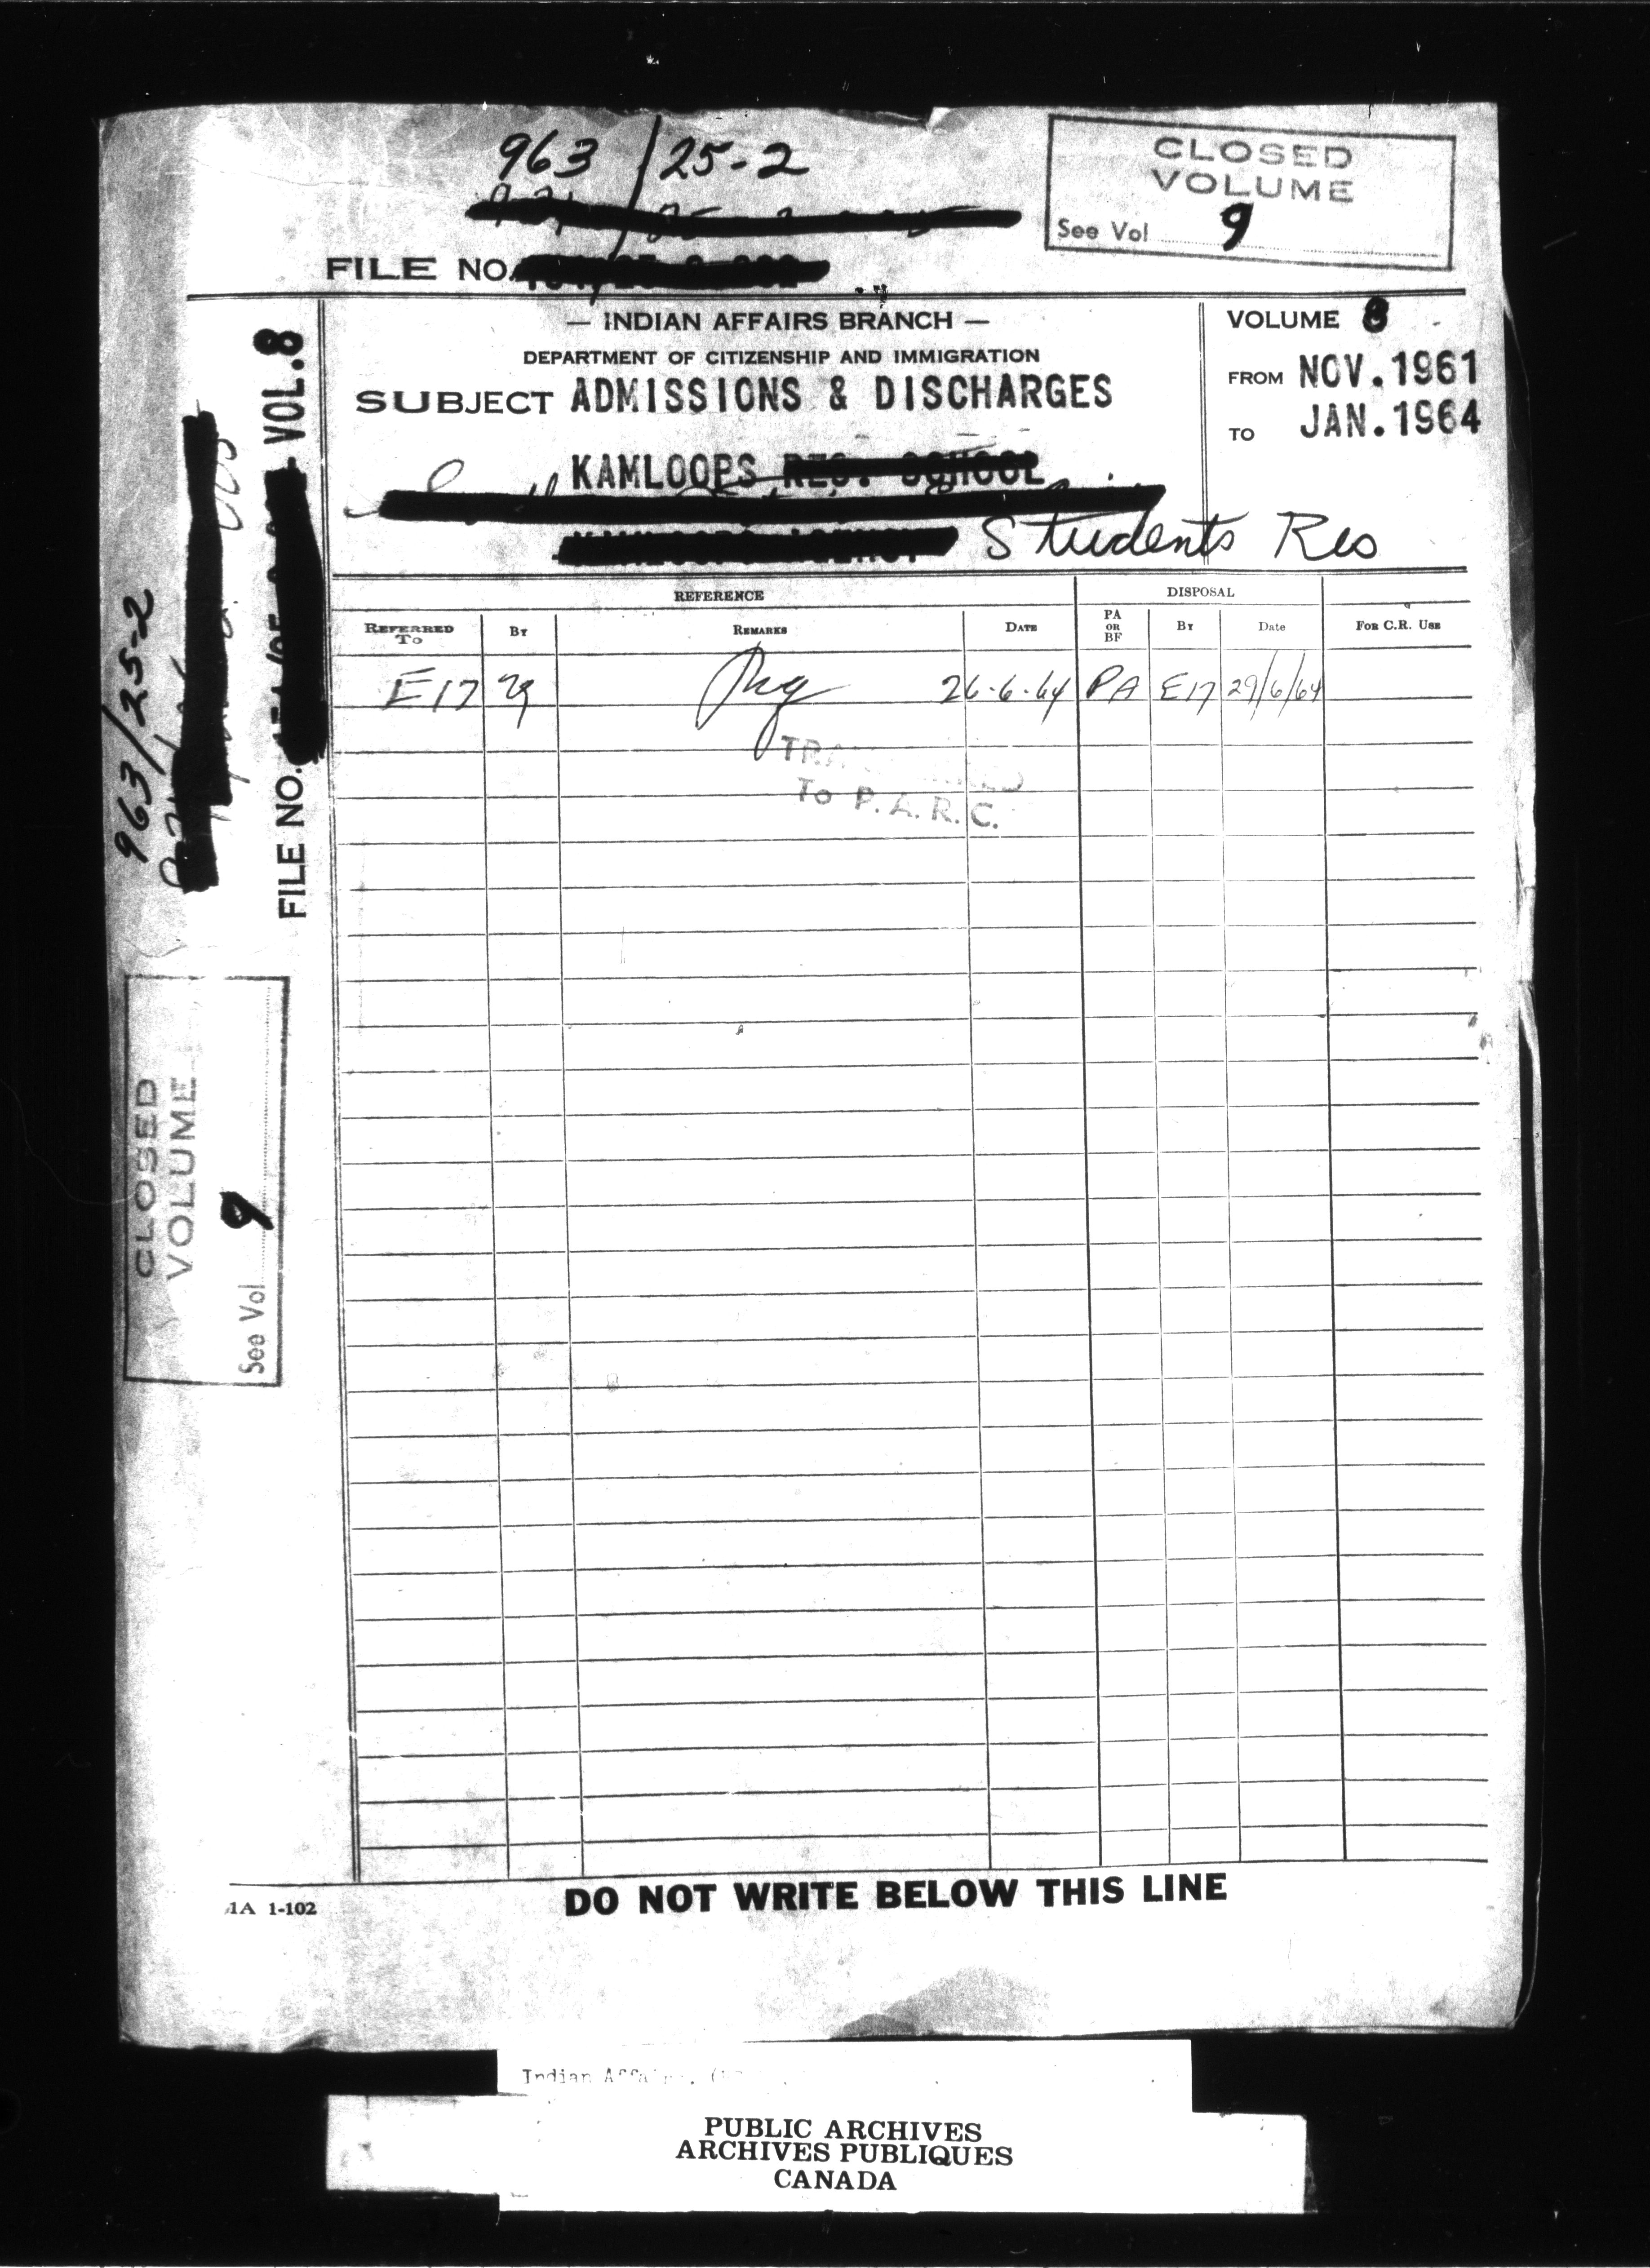 963/25-2
CLOSED
VOLUME
See Vol 9
FILE NO.
— INDIAN AFFAIRS BRANCH —
DEPARTMENT OF CITIZENSHIP AND IMMIGRATION
SUBJECT ADMISSIONS & DISCHARGES
KAMLOOPS RES. SCHOOL
Students Res
VOLUME 8
FROM NOV. 1961
TO JAN. 1964
REFERENCE DISPOSAL
REFERRED TO BY REMARKS DATE PA OR BF BY Date FOR C.R. USE
E17 26-6-64 PA E17 29/6/64
To P.A.R.C.
963/25-2
FILE NO. VOL. 8
CLOSED
VOLUME
See Vol 9
1A 1-102
DO NOT WRITE BELOW THIS LINE
Indian
PUBLIC ARCHIVES
ARCHIVES PUBLIQUES
CANADA